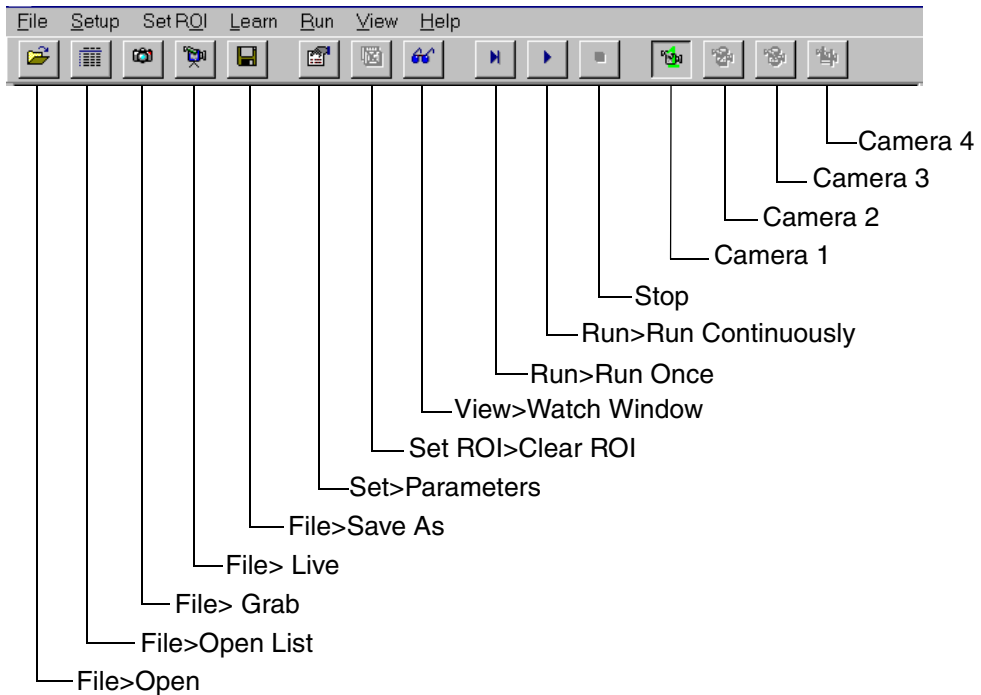 File Setup Set ROI Learn Run View Help
Camera 4
Camera 3
Camera 2
Camera 1
Stop
Run>Run Continuously
Run>Run Once
View>Watch Window
Set ROI>Clear ROI
Set>Parameters
File>Save As
File> Live
File> Grab
File>Open List
File>Open